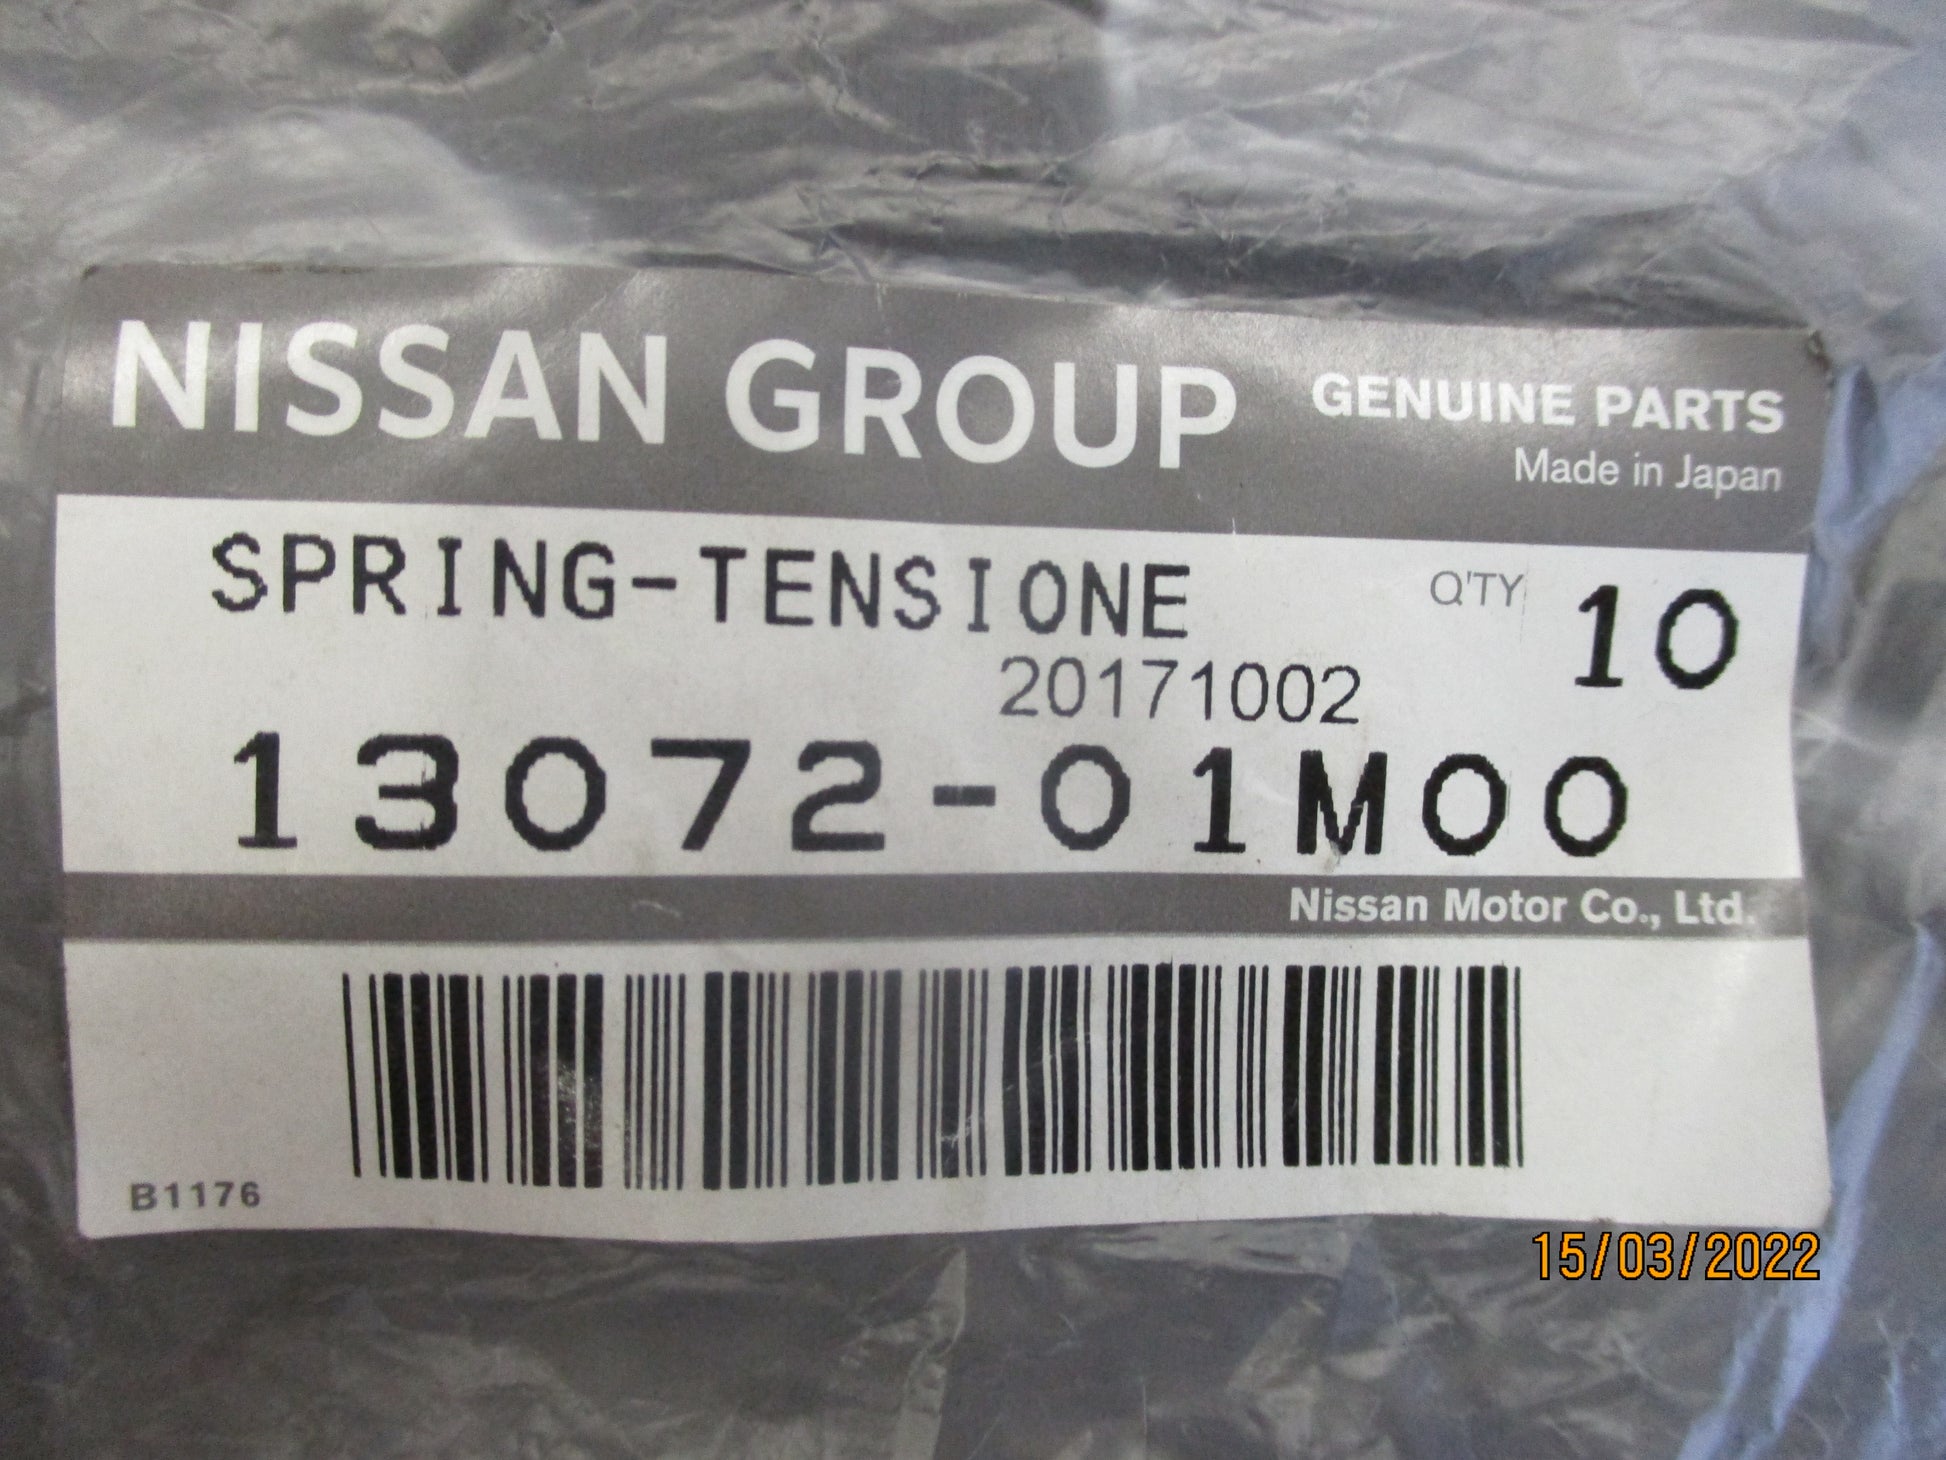 NISSAN GROUP
GENUINE PARTS
Made in Japan
SPRING-TENSIONE
Q'TY 10
20171002
13072-01M00
Nissan Motor Co., Ltd.
B1176
15/03/2022